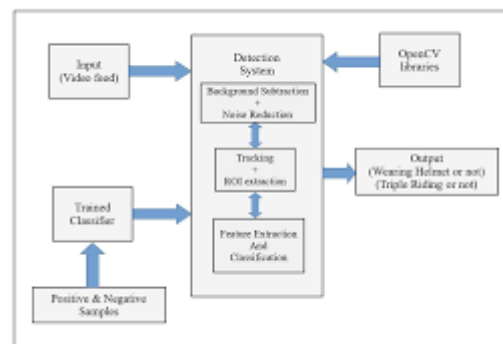 Input
(Video feed)
Detection
System
OpenCV
libraries
Background Subtraction
+
Noise Reduction
Tracking
+
ROI extraction
Output
(Wearing Helmet or not)
(Triple Riding or not)
Trained
Classifier
Feature Extraction
And
Classification
Positive & Negative
Samples